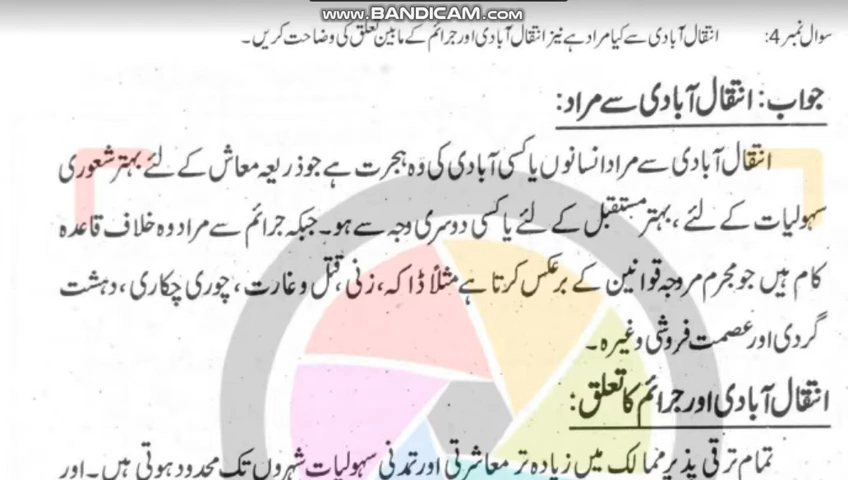 www.BANDICAM.com
سوال نمبر 4: انتقال آبادی سے کیا مراد ہے نیز انتقال آبادی اور جرائم کے مابین تعلق کی وضاحت کریں۔
جواب: انتقال آبادی سے مراد:
انتقال آبادی سے مراد انسانوں یا کسی آبادی کی وہ ہجرت ہے جو ذریعہ معاش کے لئے بہتر شعوری
سہولیات کے لئے، بہتر مستقبل کے لئے یا کسی دوسری وجہ سے ہو۔ جبکہ جرائم سے مراد وہ خلاف قاعدہ
کام ہیں جو مجرم مروجہ قوانین کے برعکس کرتا ہے مثلاً ڈاکہ، زنی، قتل و غارت، چوری چکاری، دہشت
گردی اور عصمت فروشی وغیرہ۔
انتقال آبادی اور جرائم کا تعلق:
تمام ترقی پذیر ممالک میں زیادہ تر معاشرتی اور تمدنی سہولیات شہروں تک محدود ہوتی ہیں۔ اور